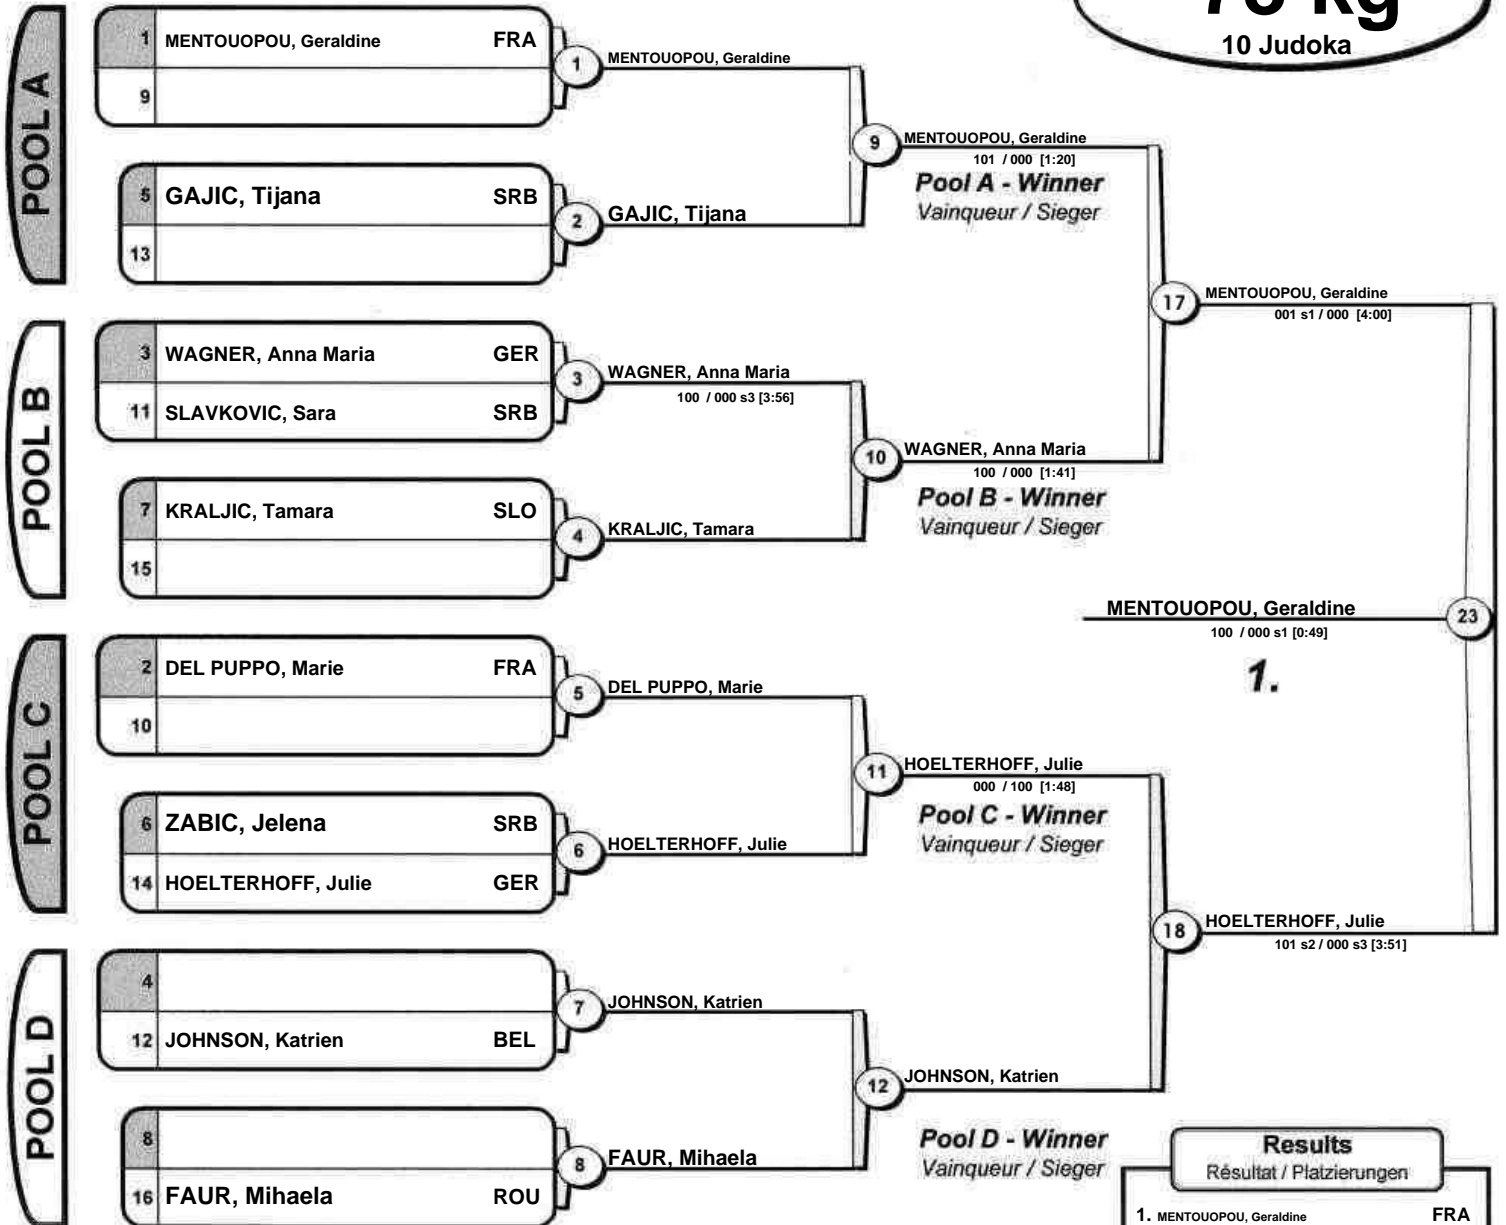 78 kg
10 Judoka
POOL A
1 MENTOUOPOU, Geraldine FRA
9
1
MENTOUOPOU, Geraldine
5 GAJIC, Tijana SRB
13
2
GAJIC, Tijana
9
MENTOUOPOU, Geraldine
101 / 000 [1:20]
Pool A - Winner
Vainqueur / Sieger
POOL B
3 WAGNER, Anna Maria GER
11 SLAVKOVIC, Sara SRB
3
WAGNER, Anna Maria
100 / 000 s3 [3:56]
7 KRALJIC, Tamara SLO
15
4
KRALJIC, Tamara
10
WAGNER, Anna Maria
100 / 000 [1:41]
Pool B - Winner
Vainqueur / Sieger
17
MENTOUOPOU, Geraldine
001 s1 / 000 [4:00]
MENTOUOPOU, Geraldine
100 / 000 s1 [0:49]
1.
23
POOL C
2 DEL PUPPO, Marie FRA
10
5
DEL PUPPO, Marie
6 ZABIC, Jelena SRB
14 HOELTERHOFF, Julie GER
6
HOELTERHOFF, Julie
11
HOELTERHOFF, Julie
000 / 100 [1:48]
Pool C - Winner
Vainqueur / Sieger
18
HOELTERHOFF, Julie
101 s2 / 000 s3 [3:51]
POOL D
4
12 JOHNSON, Katrien BEL
7
JOHNSON, Katrien
8
16 FAUR, Mihaela ROU
8
FAUR, Mihaela
12
JOHNSON, Katrien
Pool D - Winner
Vainqueur / Sieger
Results
Résultat / Platzierungen
1. MENTOUOPOU, Geraldine FRA